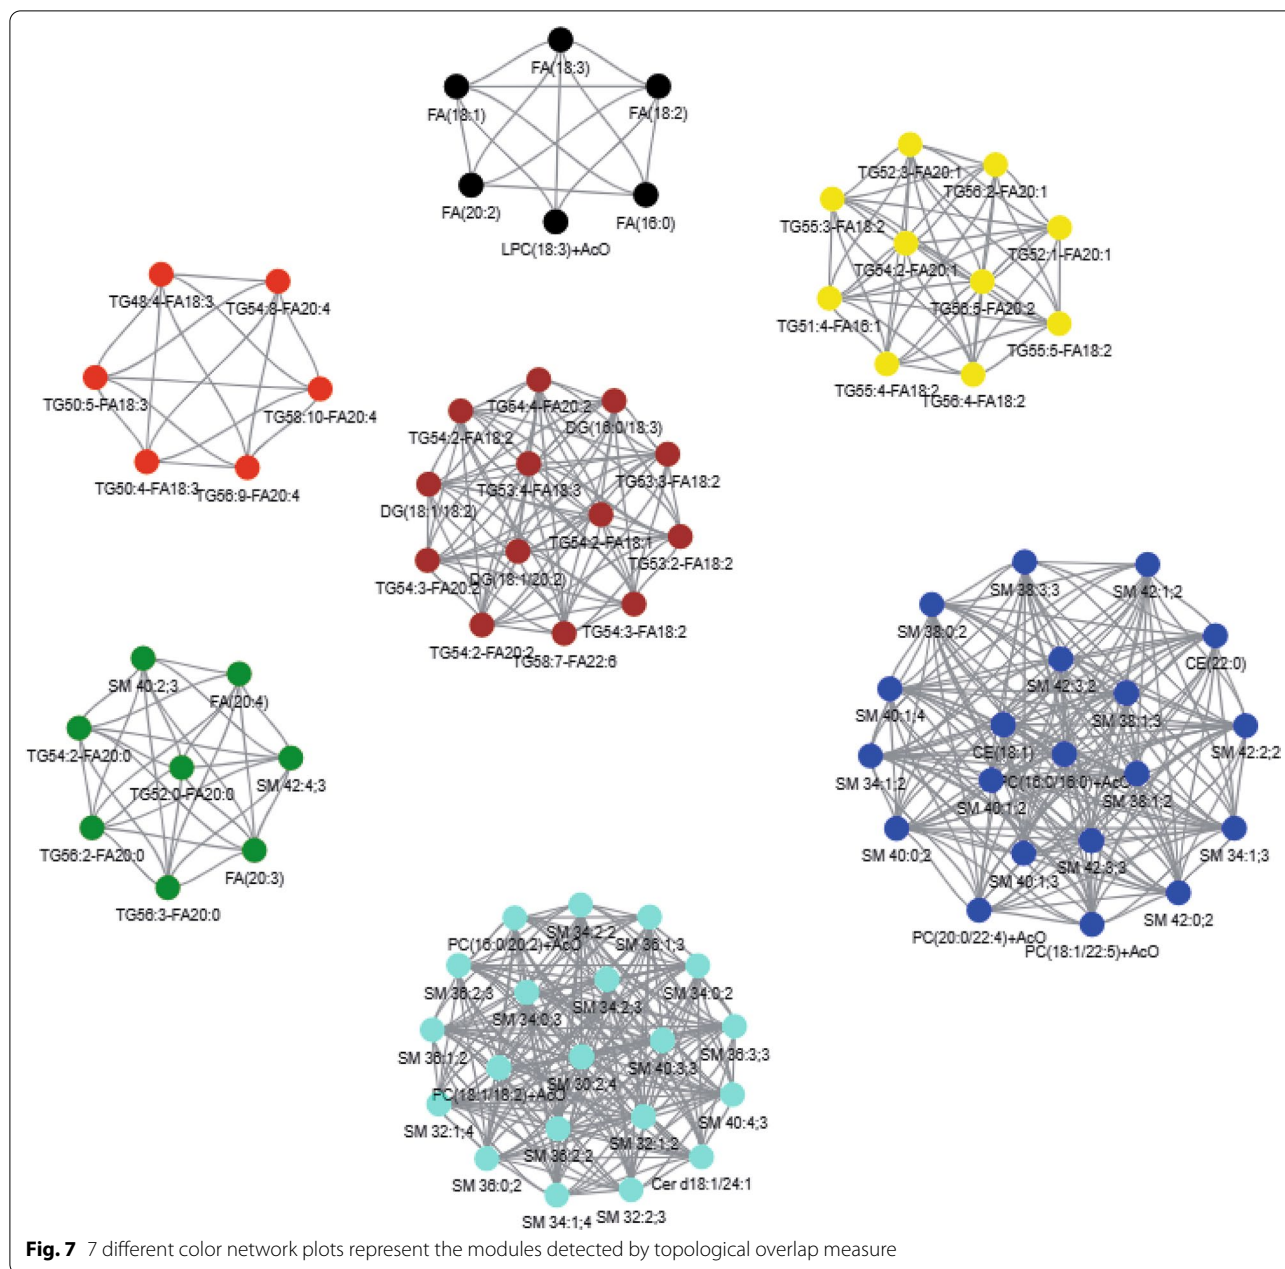 FA(18:3)
FA(18:1)
FA(18:2)
FA(20:2)
FA(16:0)
LPC(18:3)+AcO
TG52:3-FA20:1
TG56:2-FA20:1
TG55:3-FA18:2
TG52:1-FA20:1
TG54:2-FA20:1
TG56:5-FA20:2
TG51:4-FA16:1
TG55:5-FA18:2
TG55:4-FA18:2
TG56:4-FA18:2
TG48:4-FA18:3
TG54:8-FA20:4
TG50:5-FA18:3
TG58:10-FA20:4
TG50:4-FA18:3
TG56:9-FA20:4
TG54:4-FA20:2
DG(16:0/18:3)
TG54:2-FA18:2
TG53:4-FA18:3
TG53:3-FA18:2
DG(18:1/18:2)
TG54:2-FA18:1
TG53:2-FA18:2
TG54:3-FA20:2
DG(18:1/20:2)
TG54:3-FA18:2
TG54:2-FA20:2
TG58:7-FA22:6
SM 38:3;3
SM 42:1;2
SM 38:0;2
CE(22:0)
SM 42:3;2
SM 40:1;4
SM 38:1;3
CE(18:1)
SM 42:2;2
SM 34:1;2
PC(16:0/16:0)+AcO
SM 38:1;2
SM 40:1;2
SM 40:0;2
SM 34:1;3
SM 42:3;3
SM 40:1;3
SM 42:0;2
PC(20:0/22:4)+AcO
PC(18:1/22:5)+AcO
SM 40:2;3
FA(20:4)
TG54:2-FA20:0
TG52:0-FA20:0
SM 42:4;3
TG56:2-FA20:0
FA(20:3)
TG56:3-FA20:0
SM 34:2;2
PC(16:0/20:2)+AcO
SM 36:1;3
SM 36:2;3
SM 34:0;2
SM 34:2;3
SM 34:0;3
SM 36:1;2
SM 36:3;3
SM 40:3;3
SM 30:2;4
PC(18:1/18:2)+AcO
SM 40:4;3
SM 32:1;4
SM 32:1;2
SM 36:2;2
SM 36:0;2
Cer d18:1/24:1
SM 34:1;4
SM 32:2;3
Fig. 7 7 different color network plots represent the modules detected by topological overlap measure